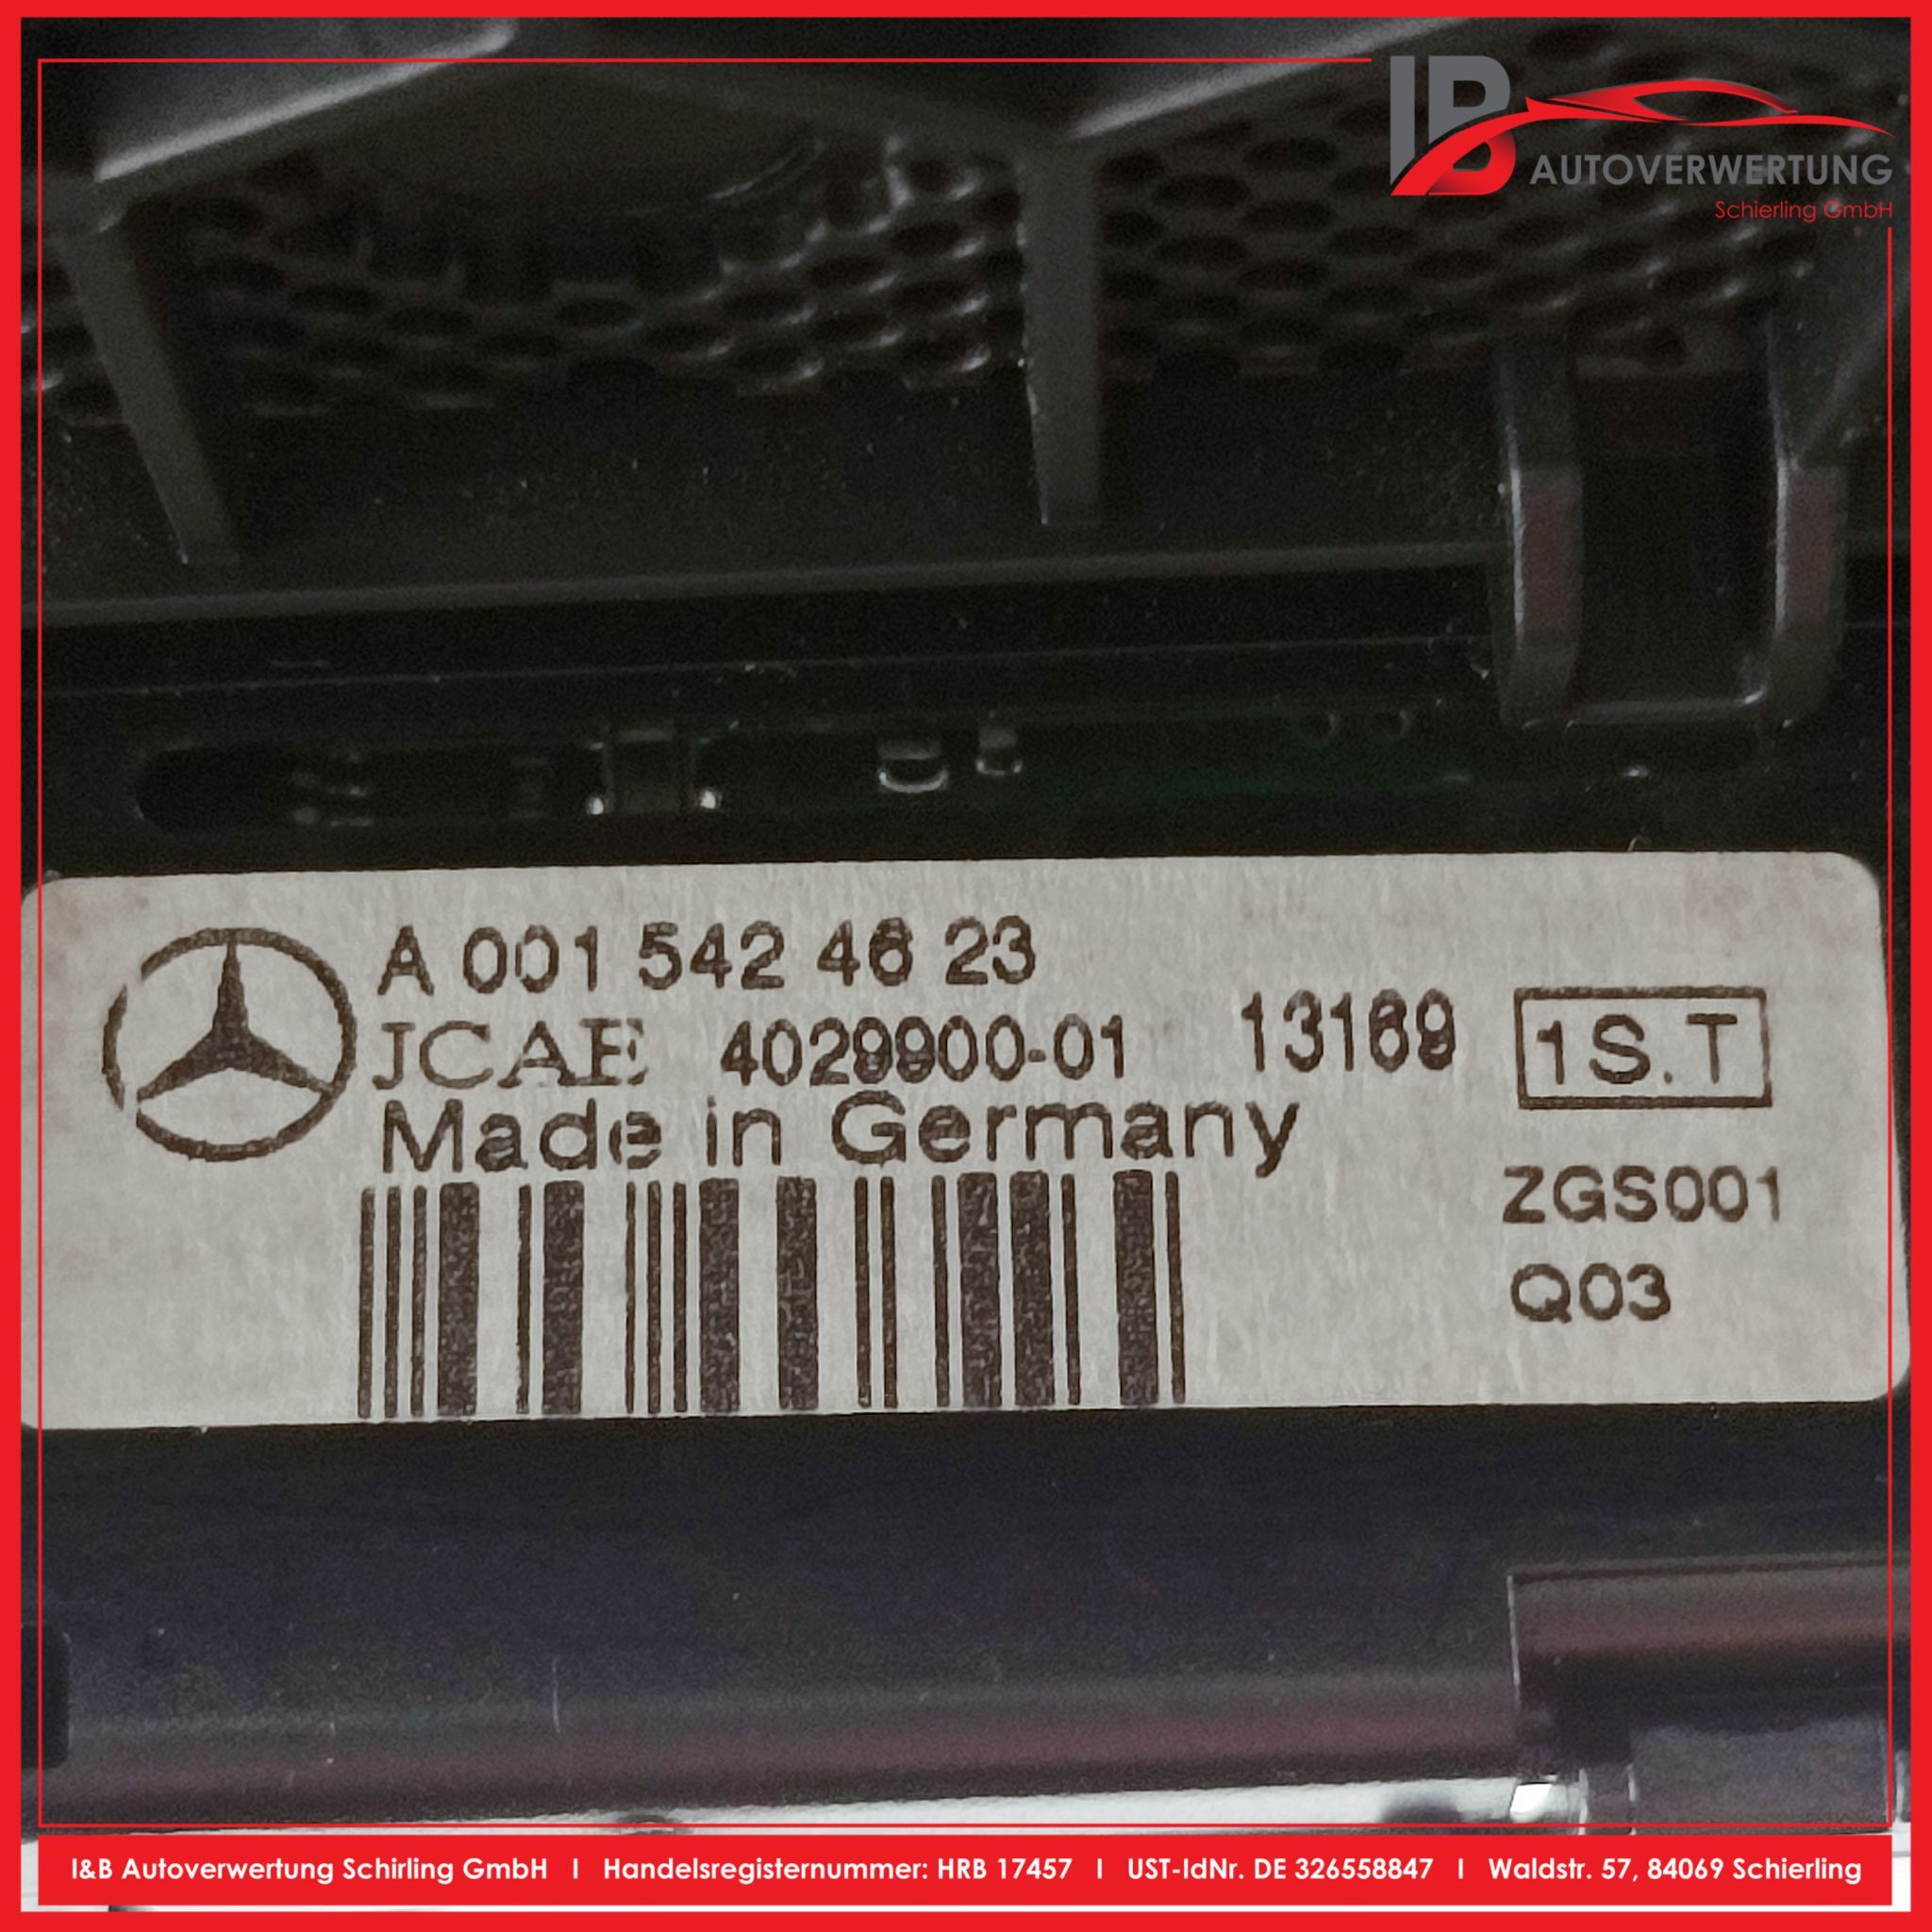 IB
AUTOVERWERTUNG
Schierling GmbH
A 001 542 46 23
JCAE 4029900-01 13169 1S.T
Made in Germany
ZGS001
Q03
I&B Autoverwertung Schirling GmbH I Handelsregisternummer: HRB 17457 I UST-IdNr. DE 326558847 I Waldstr. 57, 84069 Schierling